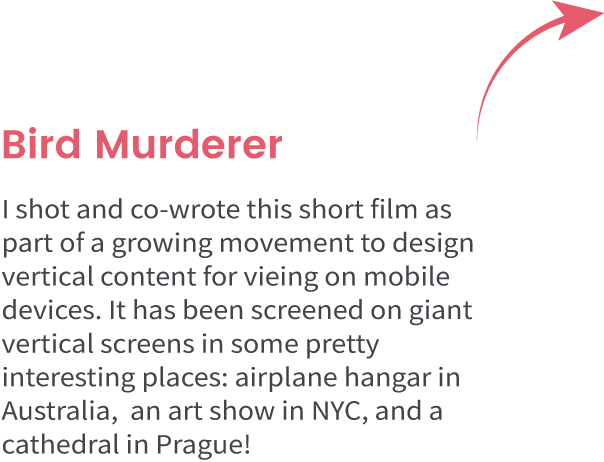 Bird Murderer
I shot and co-wrote this short film as
part of a growing movement to design
vertical content for vieing on mobile
devices. It has been screened on giant
vertical screens in some pretty
interesting places: airplane hangar in
Australia,  an art show in NYC, and a
cathedral in Prague!